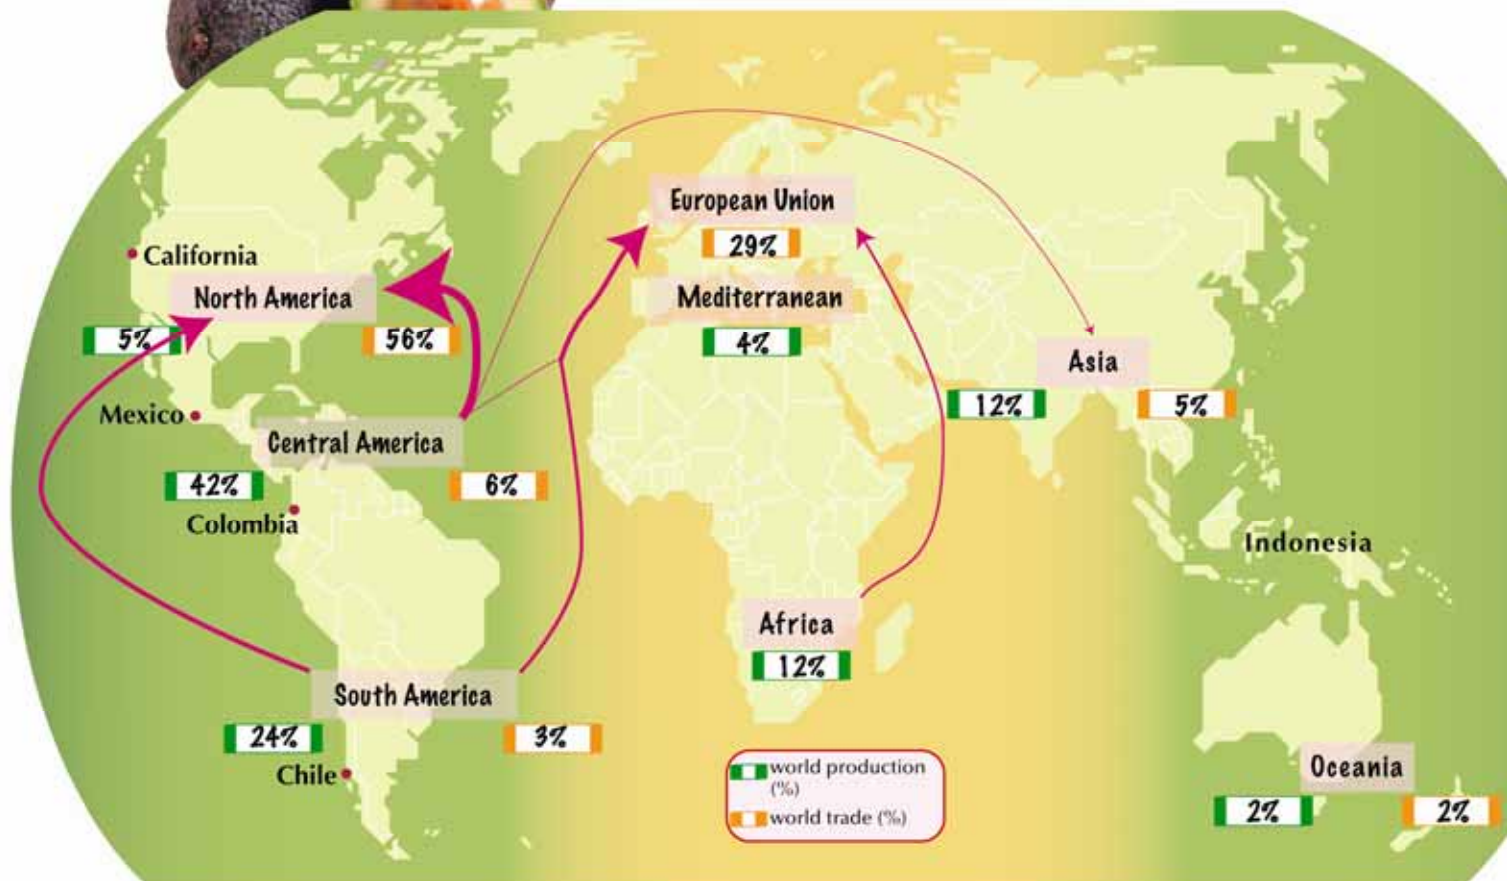 European Union
29%
California
North America
Mediterranean
5%
56%
4%
Asia
12%
5%
Mexico
Central America
42%
6%
Colombia
Indonesia
Africa
12%
South America
24%
3%
Chile
world production
(%)
world trade (%)
Oceania
2%
2%